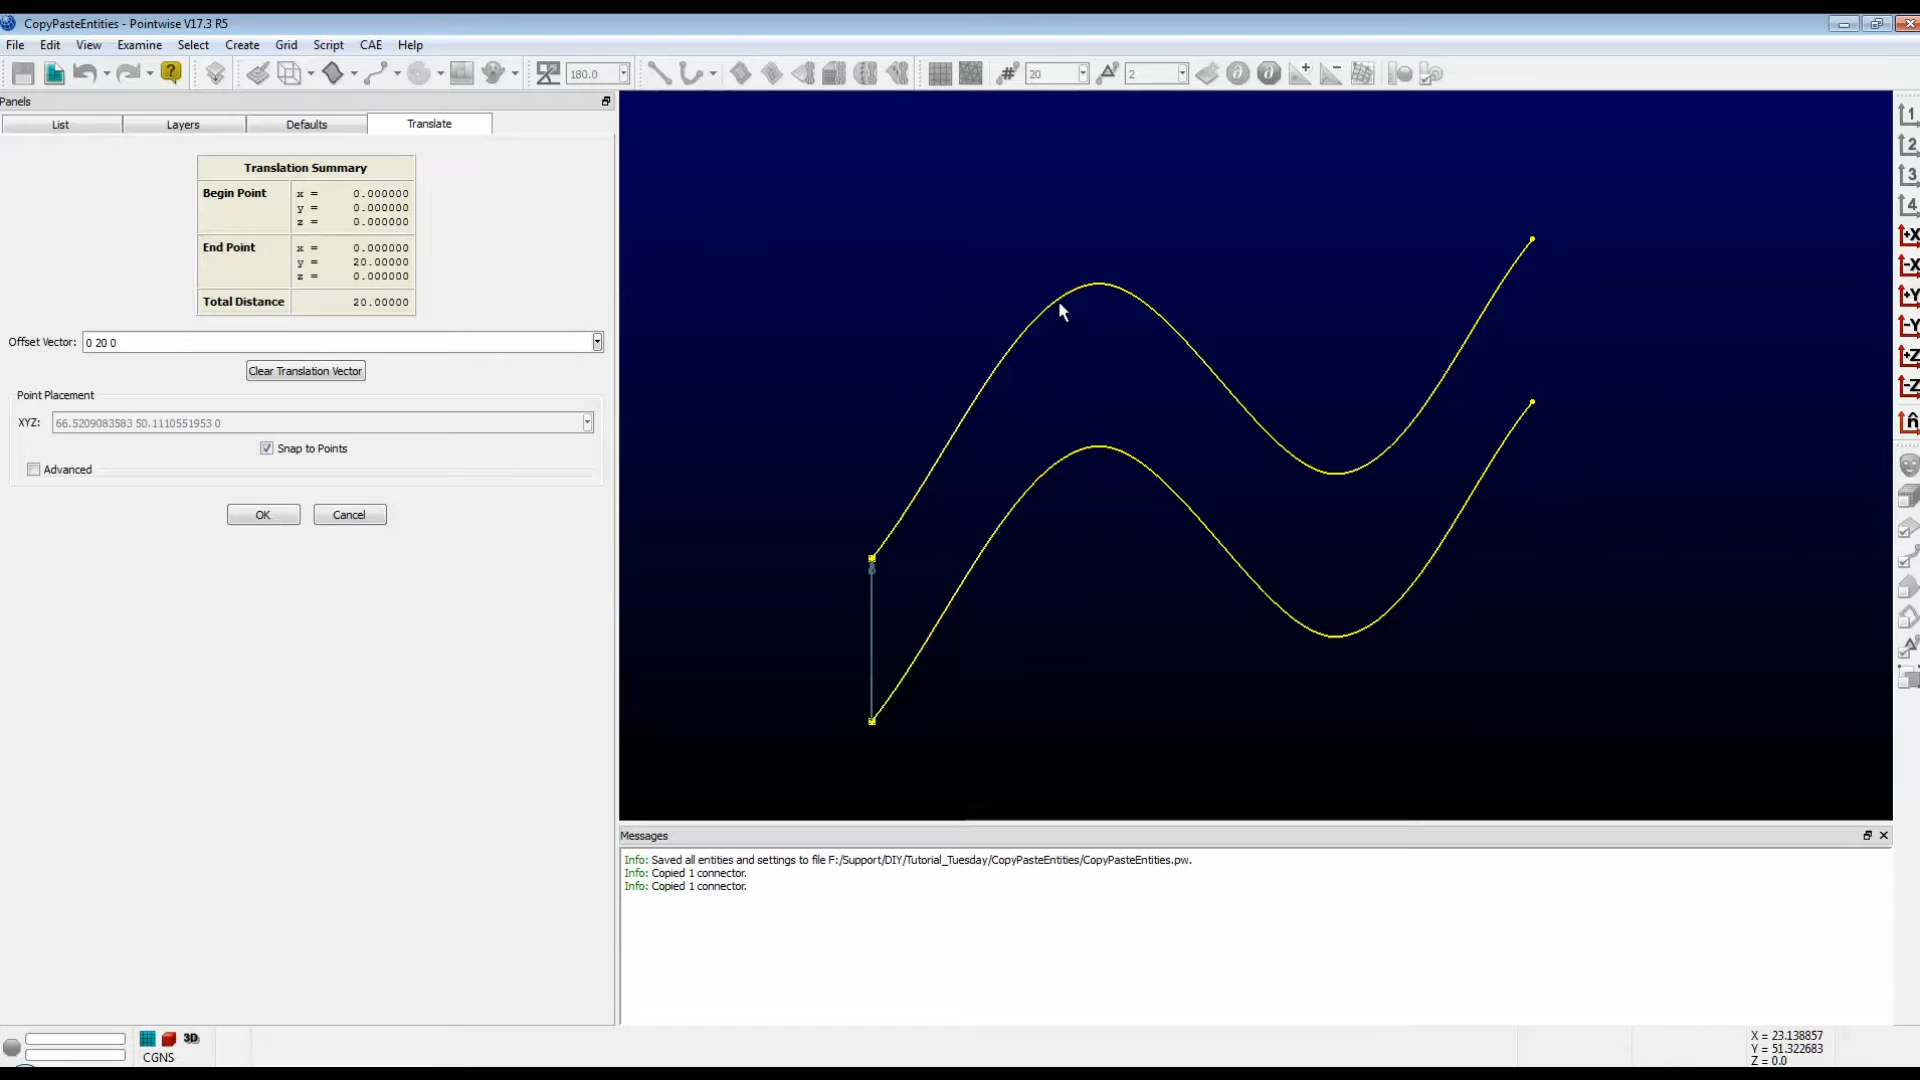 CopyPasteEntities - Pointwise V17.3 R5
File Edit View Examine Select Create Grid Script CAE Help
180.0 20 2
Panels
List Layers Defaults Translate
Translation Summary
Begin Point x = 0.000000
y = 0.000000
z = 0.000000
End Point x = 0.000000
y = 20.00000
z = 0.000000
Total Distance 20.00000
Offset Vector: 0 20 0
Clear Translation Vector
Point Placement
XYZ: 66.5209083583 50.1110551953 0
Snap to Points
Advanced
OK Cancel
1
2
3
4
+X
-X
+Y
-Y
+Z
-Z
n̂
Messages
Info: Saved all entities and settings to file F:/Support/DIY/Tutorial_Tuesday/CopyPasteEntities/CopyPasteEntities.pw.
Info: Copied 1 connector.
Info: Copied 1 connector.
3D
CGNS
X = 23.138857
Y = 51.322683
Z = 0.0